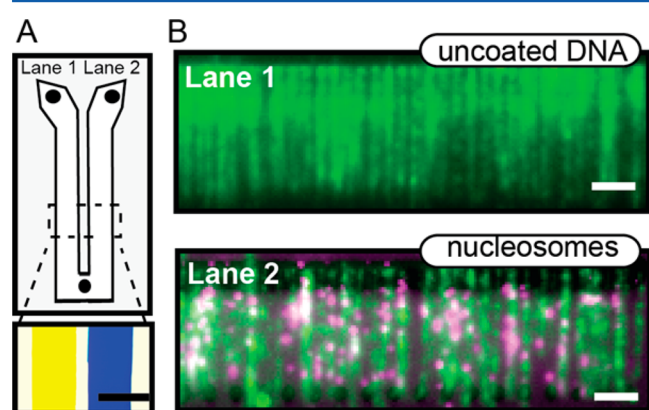 A
B
Lane 1 Lane 2
uncoated DNA
Lane 1
nucleosomes
Lane 2